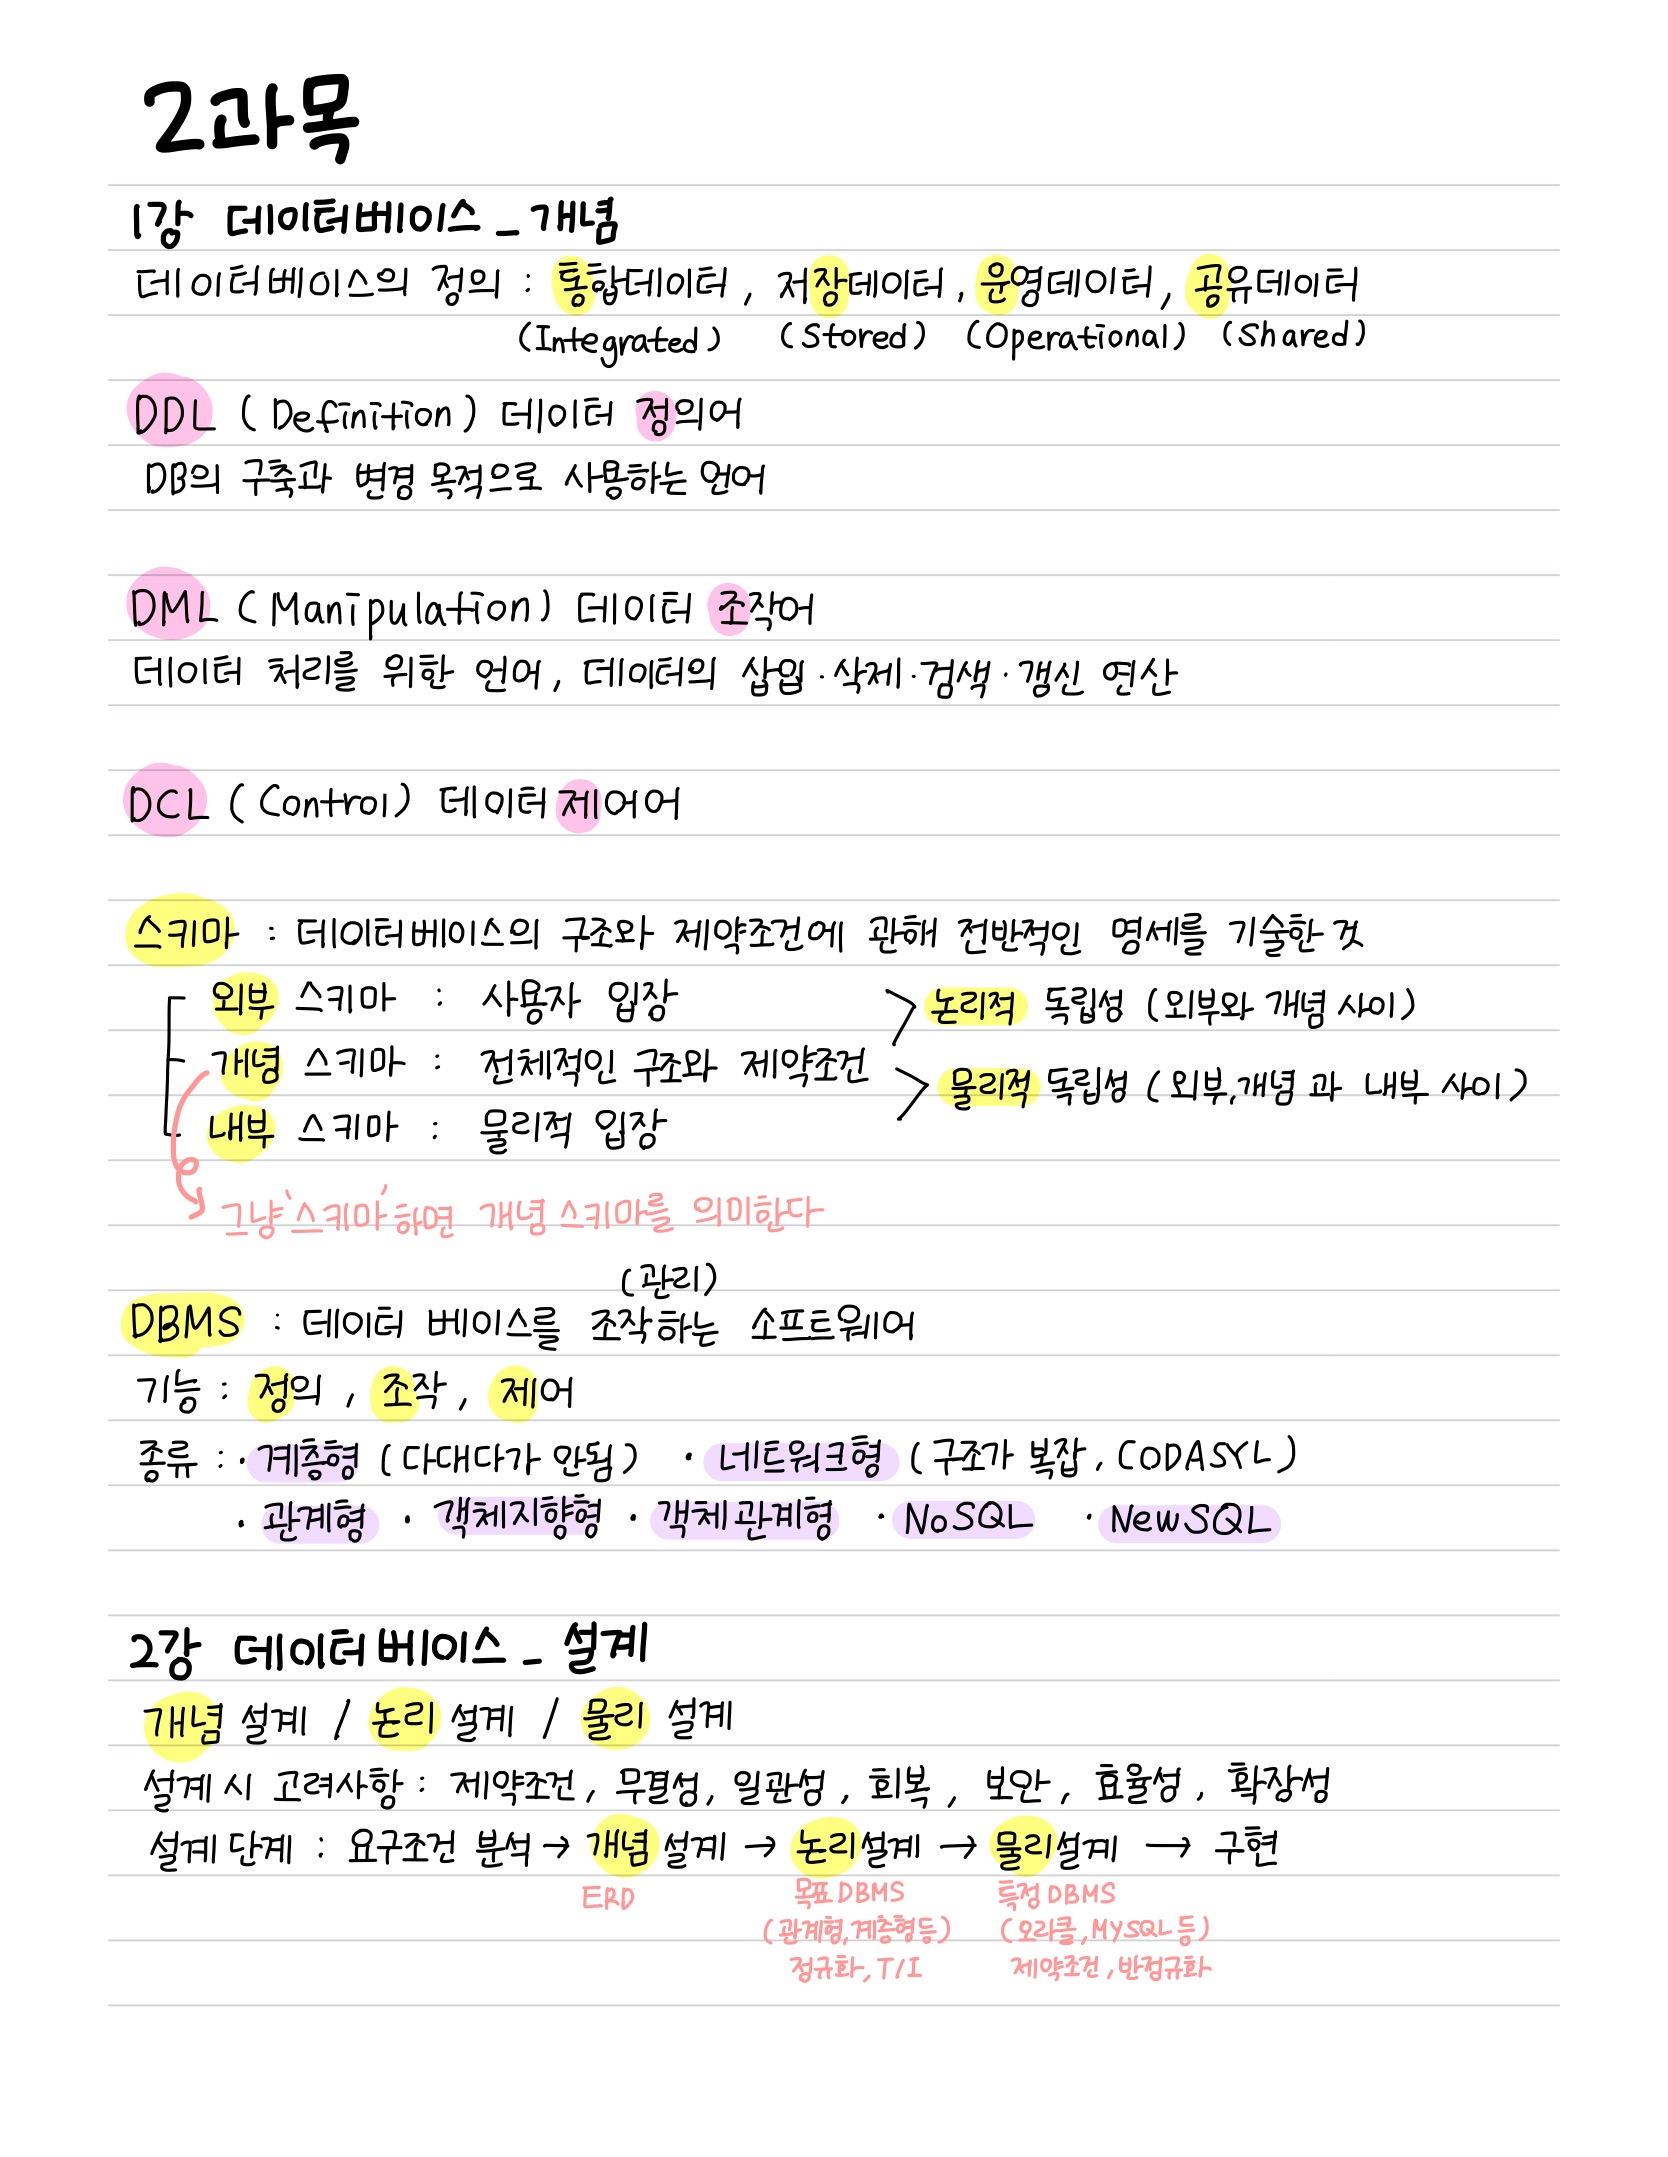 2과목
1강 데이터베이스_개념
데이터베이스의 정의 : 통합데이터, 저장데이터, 운영데이터, 공유데이터
(Integrated) (Stored) (Operational) (Shared)
DDL (Definition) 데이터 정의어
DB의 구축과 변경 목적으로 사용하는 언어
DML (Manipulation) 데이터 조작어
데이터 처리를 위한 언어, 데이터의 삽입·삭제·검색·갱신 연산
DCL (Control) 데이터 제어어
스키마 : 데이터베이스의 구조와 제약조건에 관해 전반적인 명세를 기술한 것
외부 스키마 : 사용자 입장
논리적 독립성 (외부와 개념 사이)
개념 스키마 : 전체적인 구조와 제약조건
물리적 독립성 (외부,개념 과 내부 사이)
내부 스키마 : 물리적 입장
그냥 '스키마' 하면 개념 스키마를 의미한다
(관리)
DBMS : 데이터 베이스를 조작하는 소프트웨어
기능 : 정의, 조작, 제어
종류 : · 계층형 (다대다가 안됨) · 네트워크형 (구조가 복잡, CODASYL)
· 관계형 · 객체지향형 · 객체관계형 · NoSQL · NewSQL
2강 데이터베이스_설계
개념 설계 / 논리 설계 / 물리 설계
설계 시 고려사항 : 제약조건, 무결성, 일관성, 회복, 보안, 효율성, 확장성
설계 단계 : 요구조건 분석 → 개념 설계 → 논리설계 → 물리설계 → 구현
ERD 목표 DBMS 특정 DBMS
(관계형,계층형등) (오라클,MYSQL등)
정규화, T/I 제약조건, 반정규화